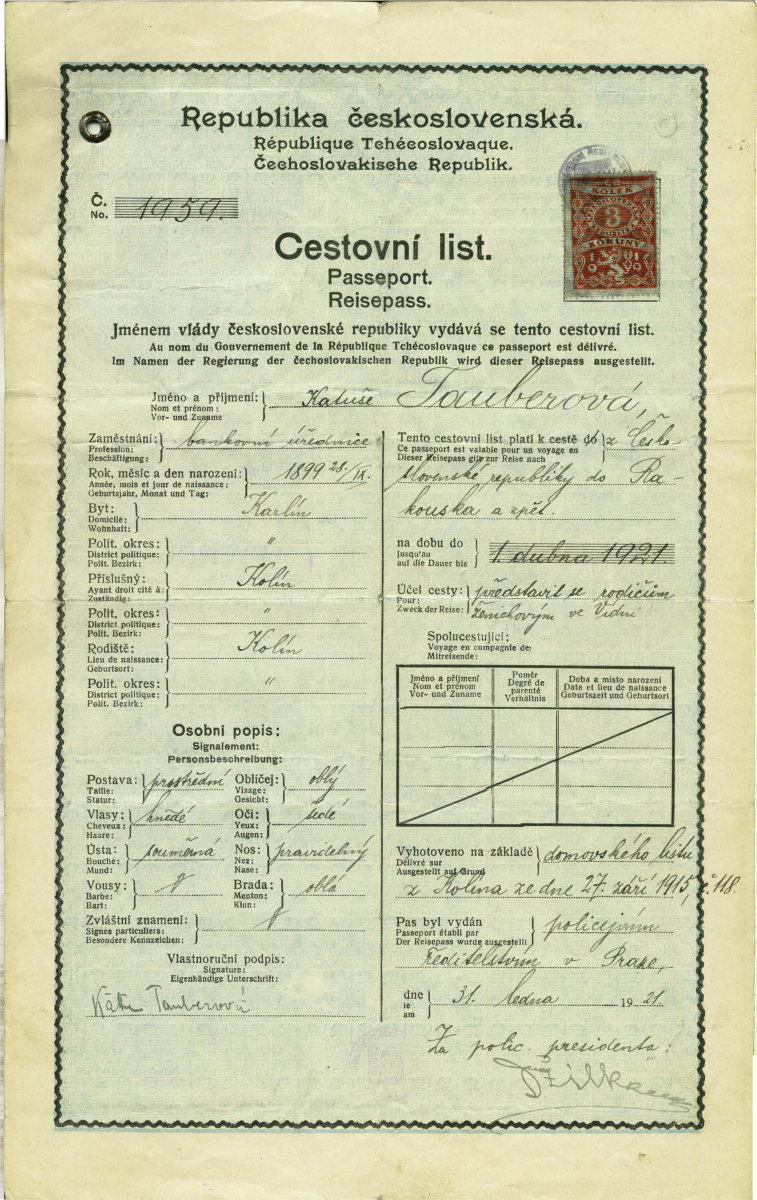 Republika československá.
République Tchécoslovaque.
Čechoslovakische Republik.
Č.
No. 1959.
KOLEK
3
KORUNY
1919
Cestovní list.
Passeport.
Reisepass.
Jménem vlády československé republiky vydává se tento cestovní list.
Au nom du Gouvernement de la République Tchécoslovaque ce passeport est délivré.
Im Namen der Regierung der čechoslovakischen Republik wird dieser Reisepass ausgestellt.
Jméno a příjmení: Katuše Tauberová,
Nom et prénom:
Vor- und Zuname
Zaměstnání: bankovní úřednice
Profession:
Beschäftigung:
Rok, měsíc a den narození: 1899 28/IX.
Année, mois et jour de naissance:
Geburtsjahr, Monat und Tag:
Byt: Karlín
Domicile:
Wohnhaft:
Polit. okres: "
District politique:
Polit. Bezirk:
Příslušný: Kolín
Ayant droit cité à:
Zuständig:
Polit. okres: "
District politique:
Polit. Bezirk:
Rodiště: Kolín
Lieu de naissance:
Geburtsort:
Polit. okres: "
District politique:
Polit. Bezirk:
Osobní popis:
Signalement:
Personsbeschreibung:
Postava: prostřední Obličej: oblý
Taille: Visage:
Statur: Gesicht:
Vlasy: hnědé Oči: šedé
Cheveux: Yeux:
Haare: Augen:
Ústa: souměrná Nos: pravidelný
Bouche: Nez:
Mund: Nase:
Vousy: Brada: oblá
Barbe: Menton:
Bart: Kinn:
Zvláštní znamení:
Signes particuliers:
Besondere Kennzeichen:
Vlastnoruční podpis:
Signature:
Eigenhändige Unterschrift:
Käthe Tauberová
Tento cestovní list platí k cestě do z Česko-
Ce passeport est valable pour un voyage en
Dieser Reisepass gilt zur Reise nach
slovenské republiky do Ra-
kouska a zpět.
na dobu do 1. dubna 1921.
jusqu'au
auf die Dauer bis
Účel cesty: představit se rodičům
Pour:
Zweck der Reise: ženichovým ve Vídni
Spolucestující:
Voyage en compagnie de:
Mitreisende:
Jméno a příjmení Poměr Doba a místo narození
Nom et prénom Degré de parenté Date et lieu de naissance
Vor- und Zuname Verhältnis Geburtszeit und Geburtsort
Vyhotoveno na základě domovského listu
Délivré sur
Ausgestellt auf Grund
z Kolína ze dne 27. září 1915, č. 118.
Pas byl vydán policejním
Passeport établi par
Der Reisepass wurde ausgestellt
ředitelstvím v Praze,
dne 31. ledna 1921.
le
am
Za polic. presidenta: